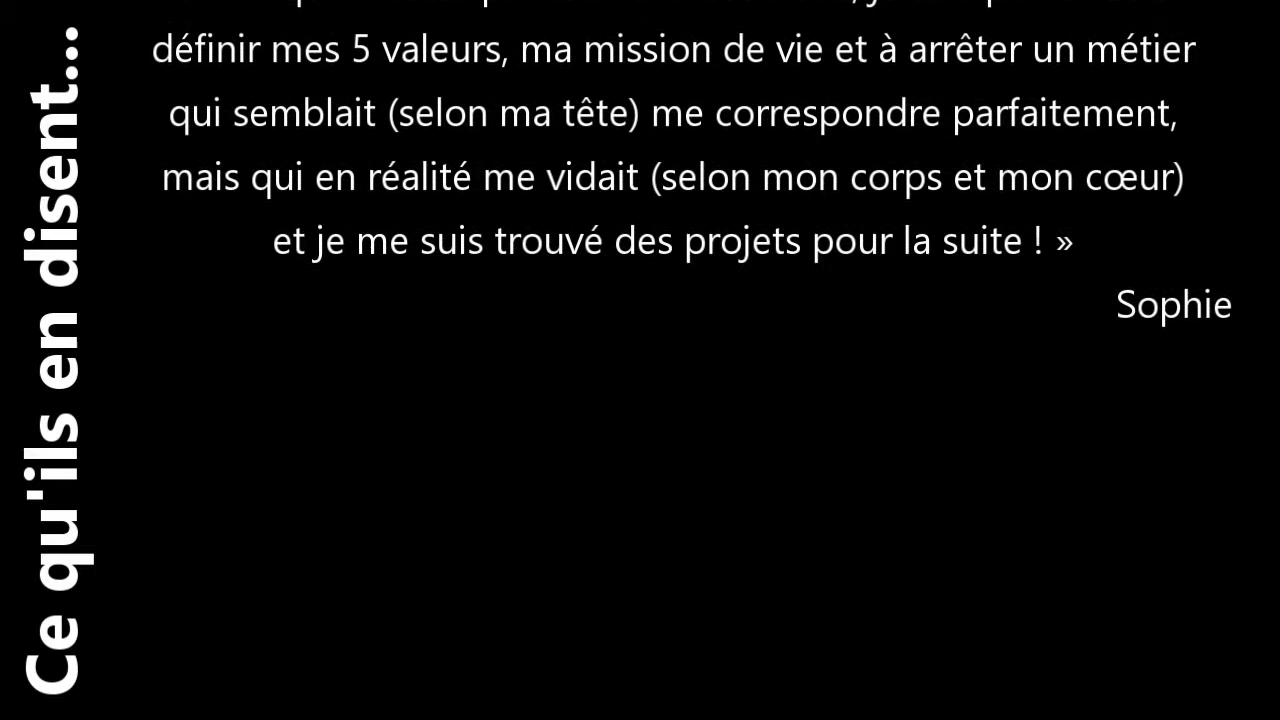 Ce qu'ils en disent...
définir mes 5 valeurs, ma mission de vie et à arrêter un métier
qui semblait (selon ma tête) me correspondre parfaitement,
mais qui en réalité me vidait (selon mon corps et mon cœur)
et je me suis trouvé des projets pour la suite ! »
Sophie